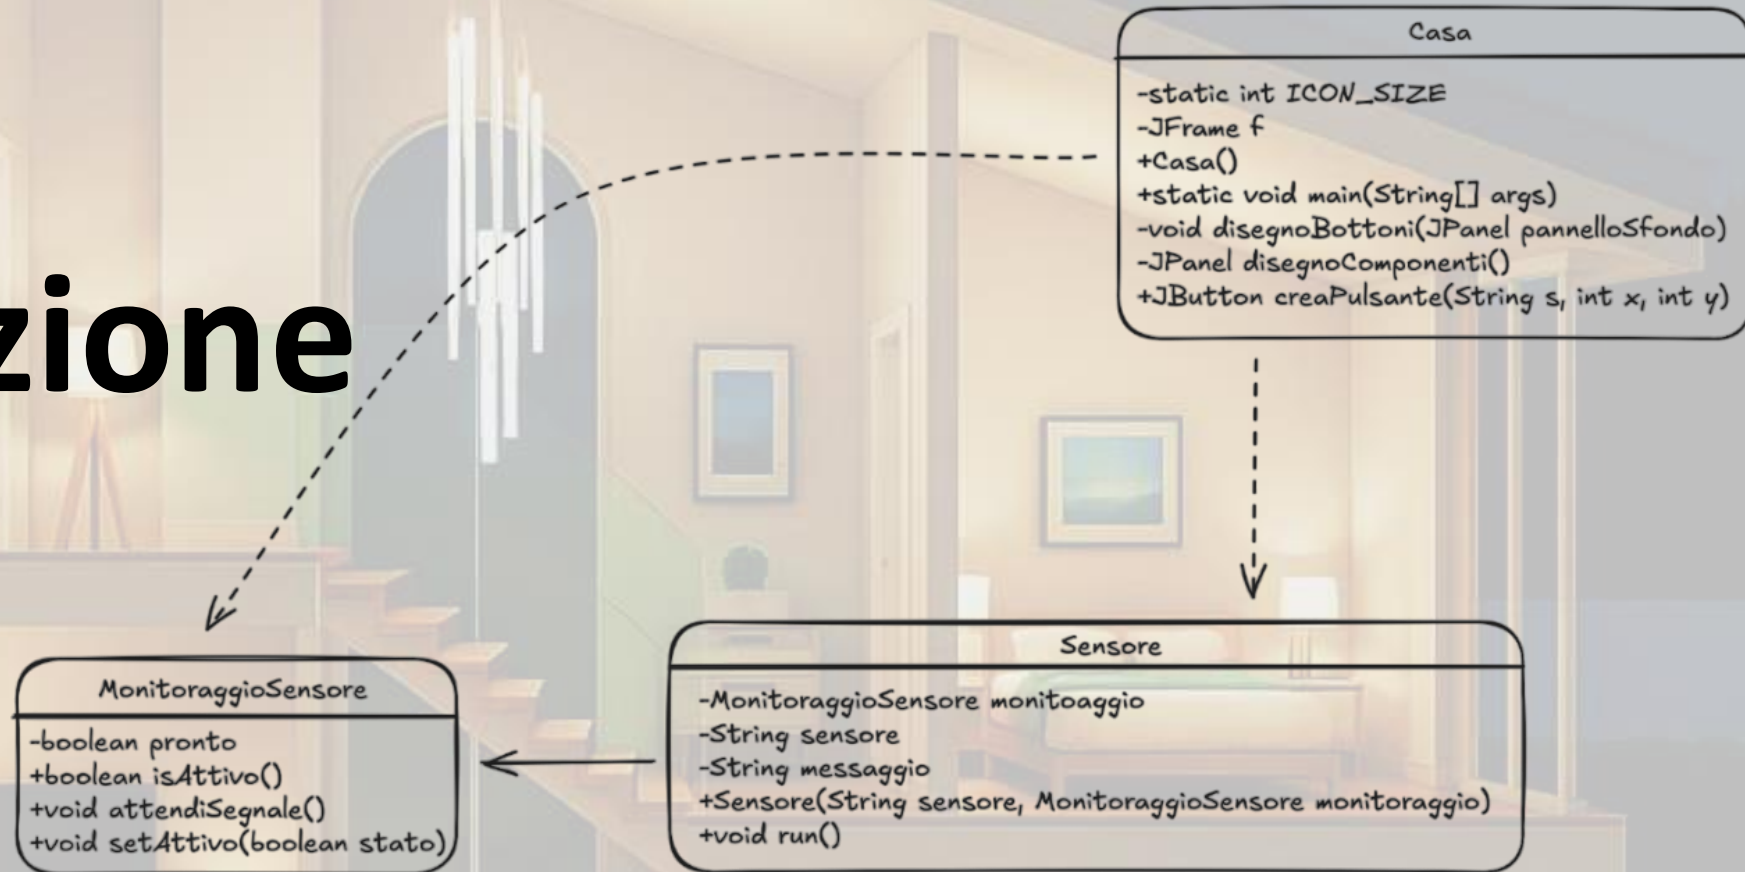 Casa
-static int ICON_SIZE
-JFrame f
+Casa()
+static void main(String[] args)
-void disegnoBottoni(JPanel pannelloSfondo)
-JPanel disegnoComponenti()
+JButton creaPulsante(String s, int x, int y)
zione
MonitoraggioSensore
-boolean pronto
+boolean isAttivo()
+void attendiSegnale()
+void setAttivo(boolean stato)
Sensore
-MonitoraggioSensore monitoaggio
-String sensore
-String messaggio
+Sensore(String sensore, MonitoraggioSensore monitoraggio)
+void run()